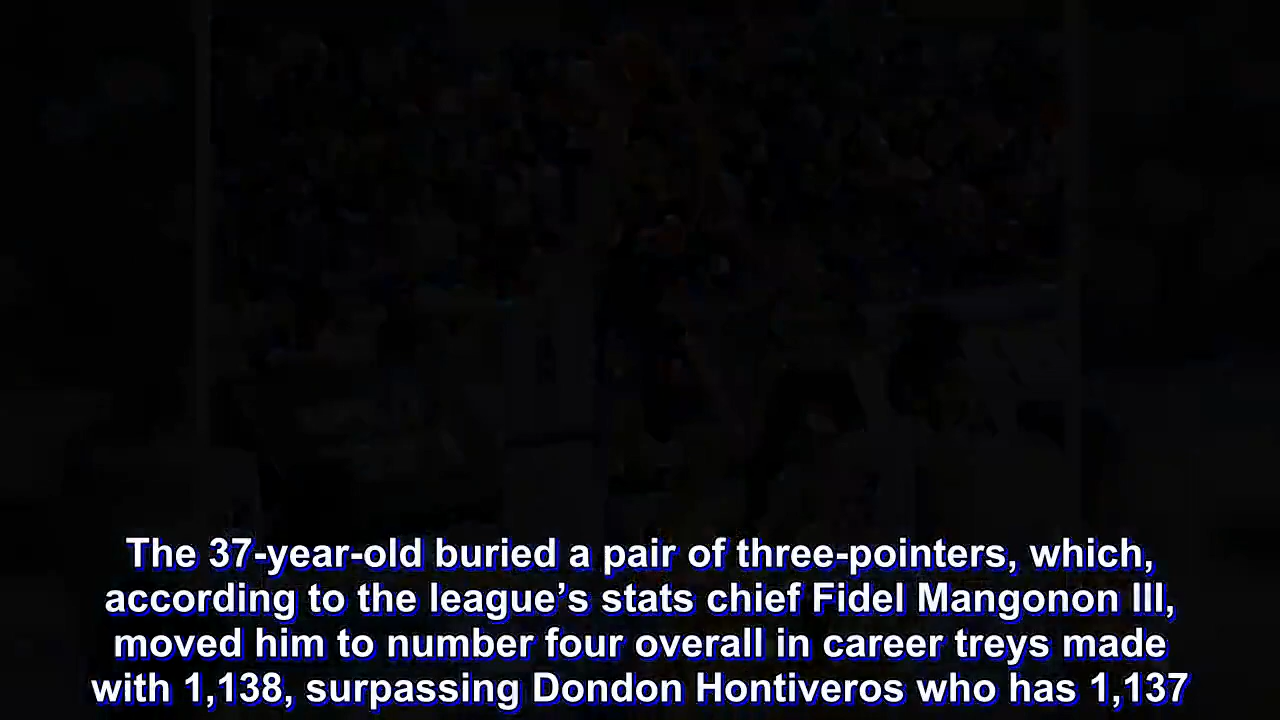 The 37-year-old buried a pair of three-pointers, which,
according to the league’s stats chief Fidel Mangonon III,
moved him to number four overall in career treys made
with 1,138, surpassing Dondon Hontiveros who has 1,137